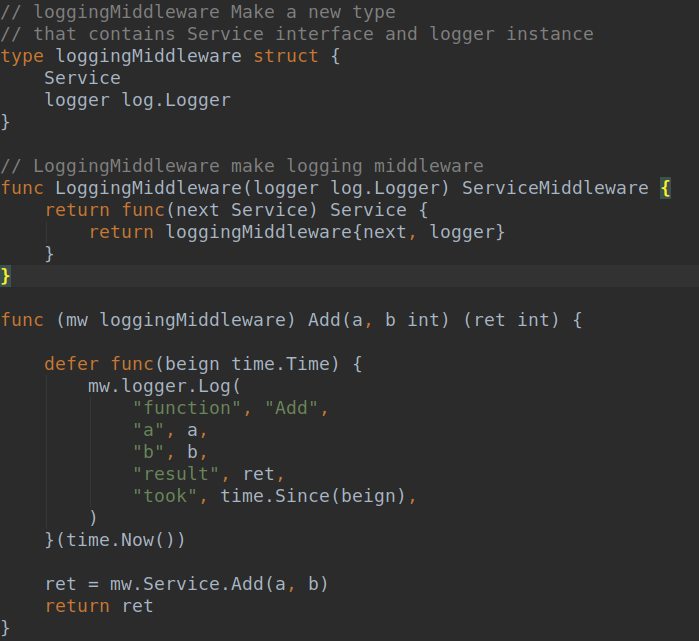 // loggingMiddleware Make a new type
// that contains Service interface and logger instance
type loggingMiddleware struct {
    Service
    logger log.Logger
}

// LoggingMiddleware make logging middleware
func LoggingMiddleware(logger log.Logger) ServiceMiddleware {
    return func(next Service) Service {
        return loggingMiddleware{next, logger}
    }
}

func (mw loggingMiddleware) Add(a, b int) (ret int) {

    defer func(beign time.Time) {
        mw.logger.Log(
            "function", "Add",
            "a", a,
            "b", b,
            "result", ret,
            "took", time.Since(beign),
        )
    }(time.Now())

    ret = mw.Service.Add(a, b)
    return ret
}